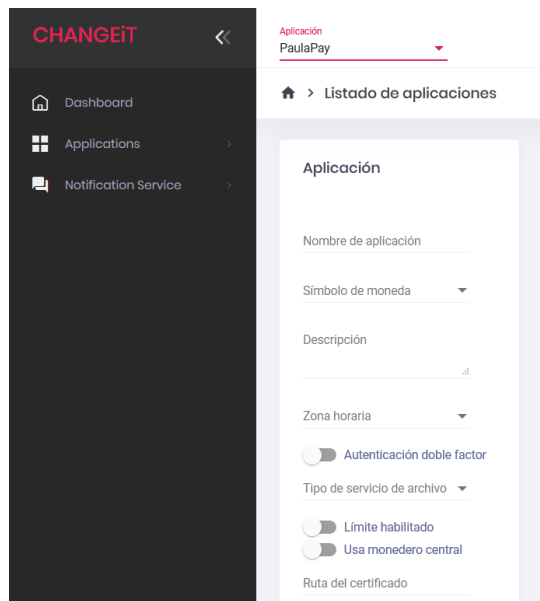 CHANGEiT
Dashboard
Applications
Notification Service
Aplicación
PaulaPay
Listado de aplicaciones
Aplicación
Nombre de aplicación
Símbolo de moneda
Descripción
Zona horaria
Autenticación doble factor
Tipo de servicio de archivo
Límite habilitado
Usa monedero central
Ruta del certificado